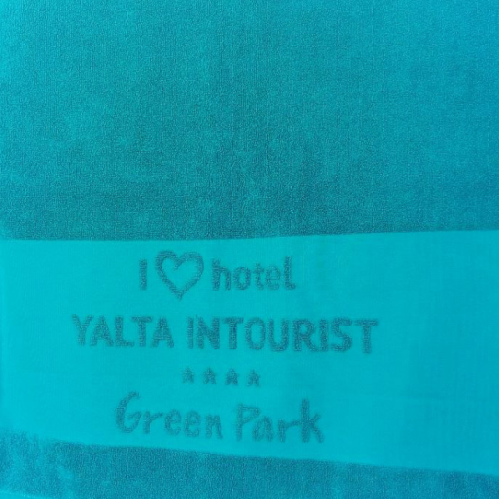 I ♡ hotel
YALTA INTOURIST
★★★★
Green Park